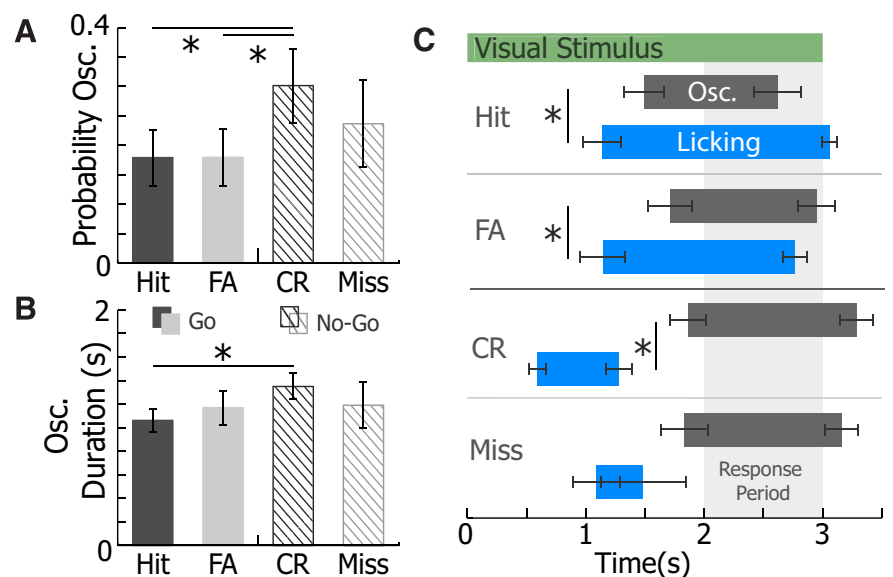 A
0.4
Probability Osc.
0
*
*
Hit FA CR Miss
B
2
Go
No-Go
*
Osc.
Duration (s)
0
Hit FA CR Miss
C
Visual Stimulus
Hit
*
Osc.
Licking
FA
*
CR
*
Miss
Response
Period
0 1 2 3
Time(s)